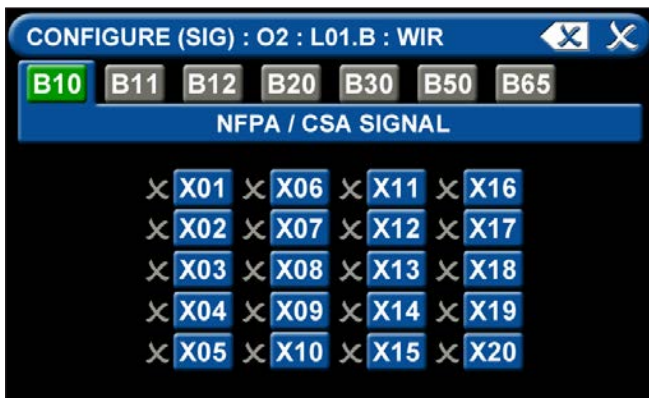 CONFIGURE (SIG) : O2 : L01.B : WIR
B10 B11 B12 B20 B30 B50 B65
NFPA / CSA SIGNAL
X01 X06 X11 X16
X02 X07 X12 X17
X03 X08 X13 X18
X04 X09 X14 X19
X05 X10 X15 X20